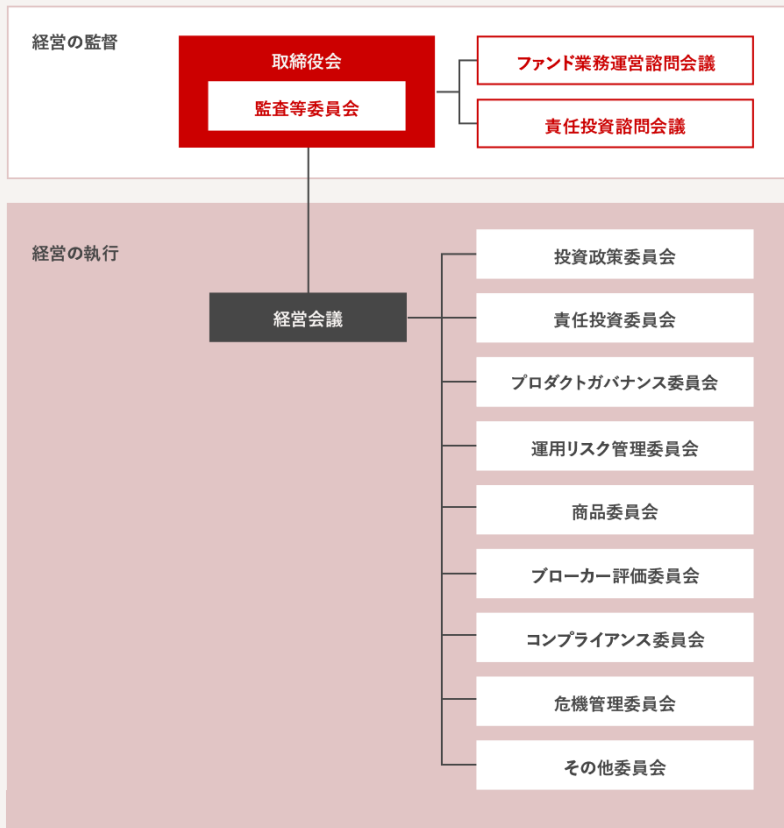 経営の監督
取締役会
監査等委員会
ファンド業務運営諮問会議
責任投資諮問会議
経営の執行
経営会議
投資政策委員会
責任投資委員会
プロダクトガバナンス委員会
運用リスク管理委員会
商品委員会
ブローカー評価委員会
コンプライアンス委員会
危機管理委員会
その他委員会